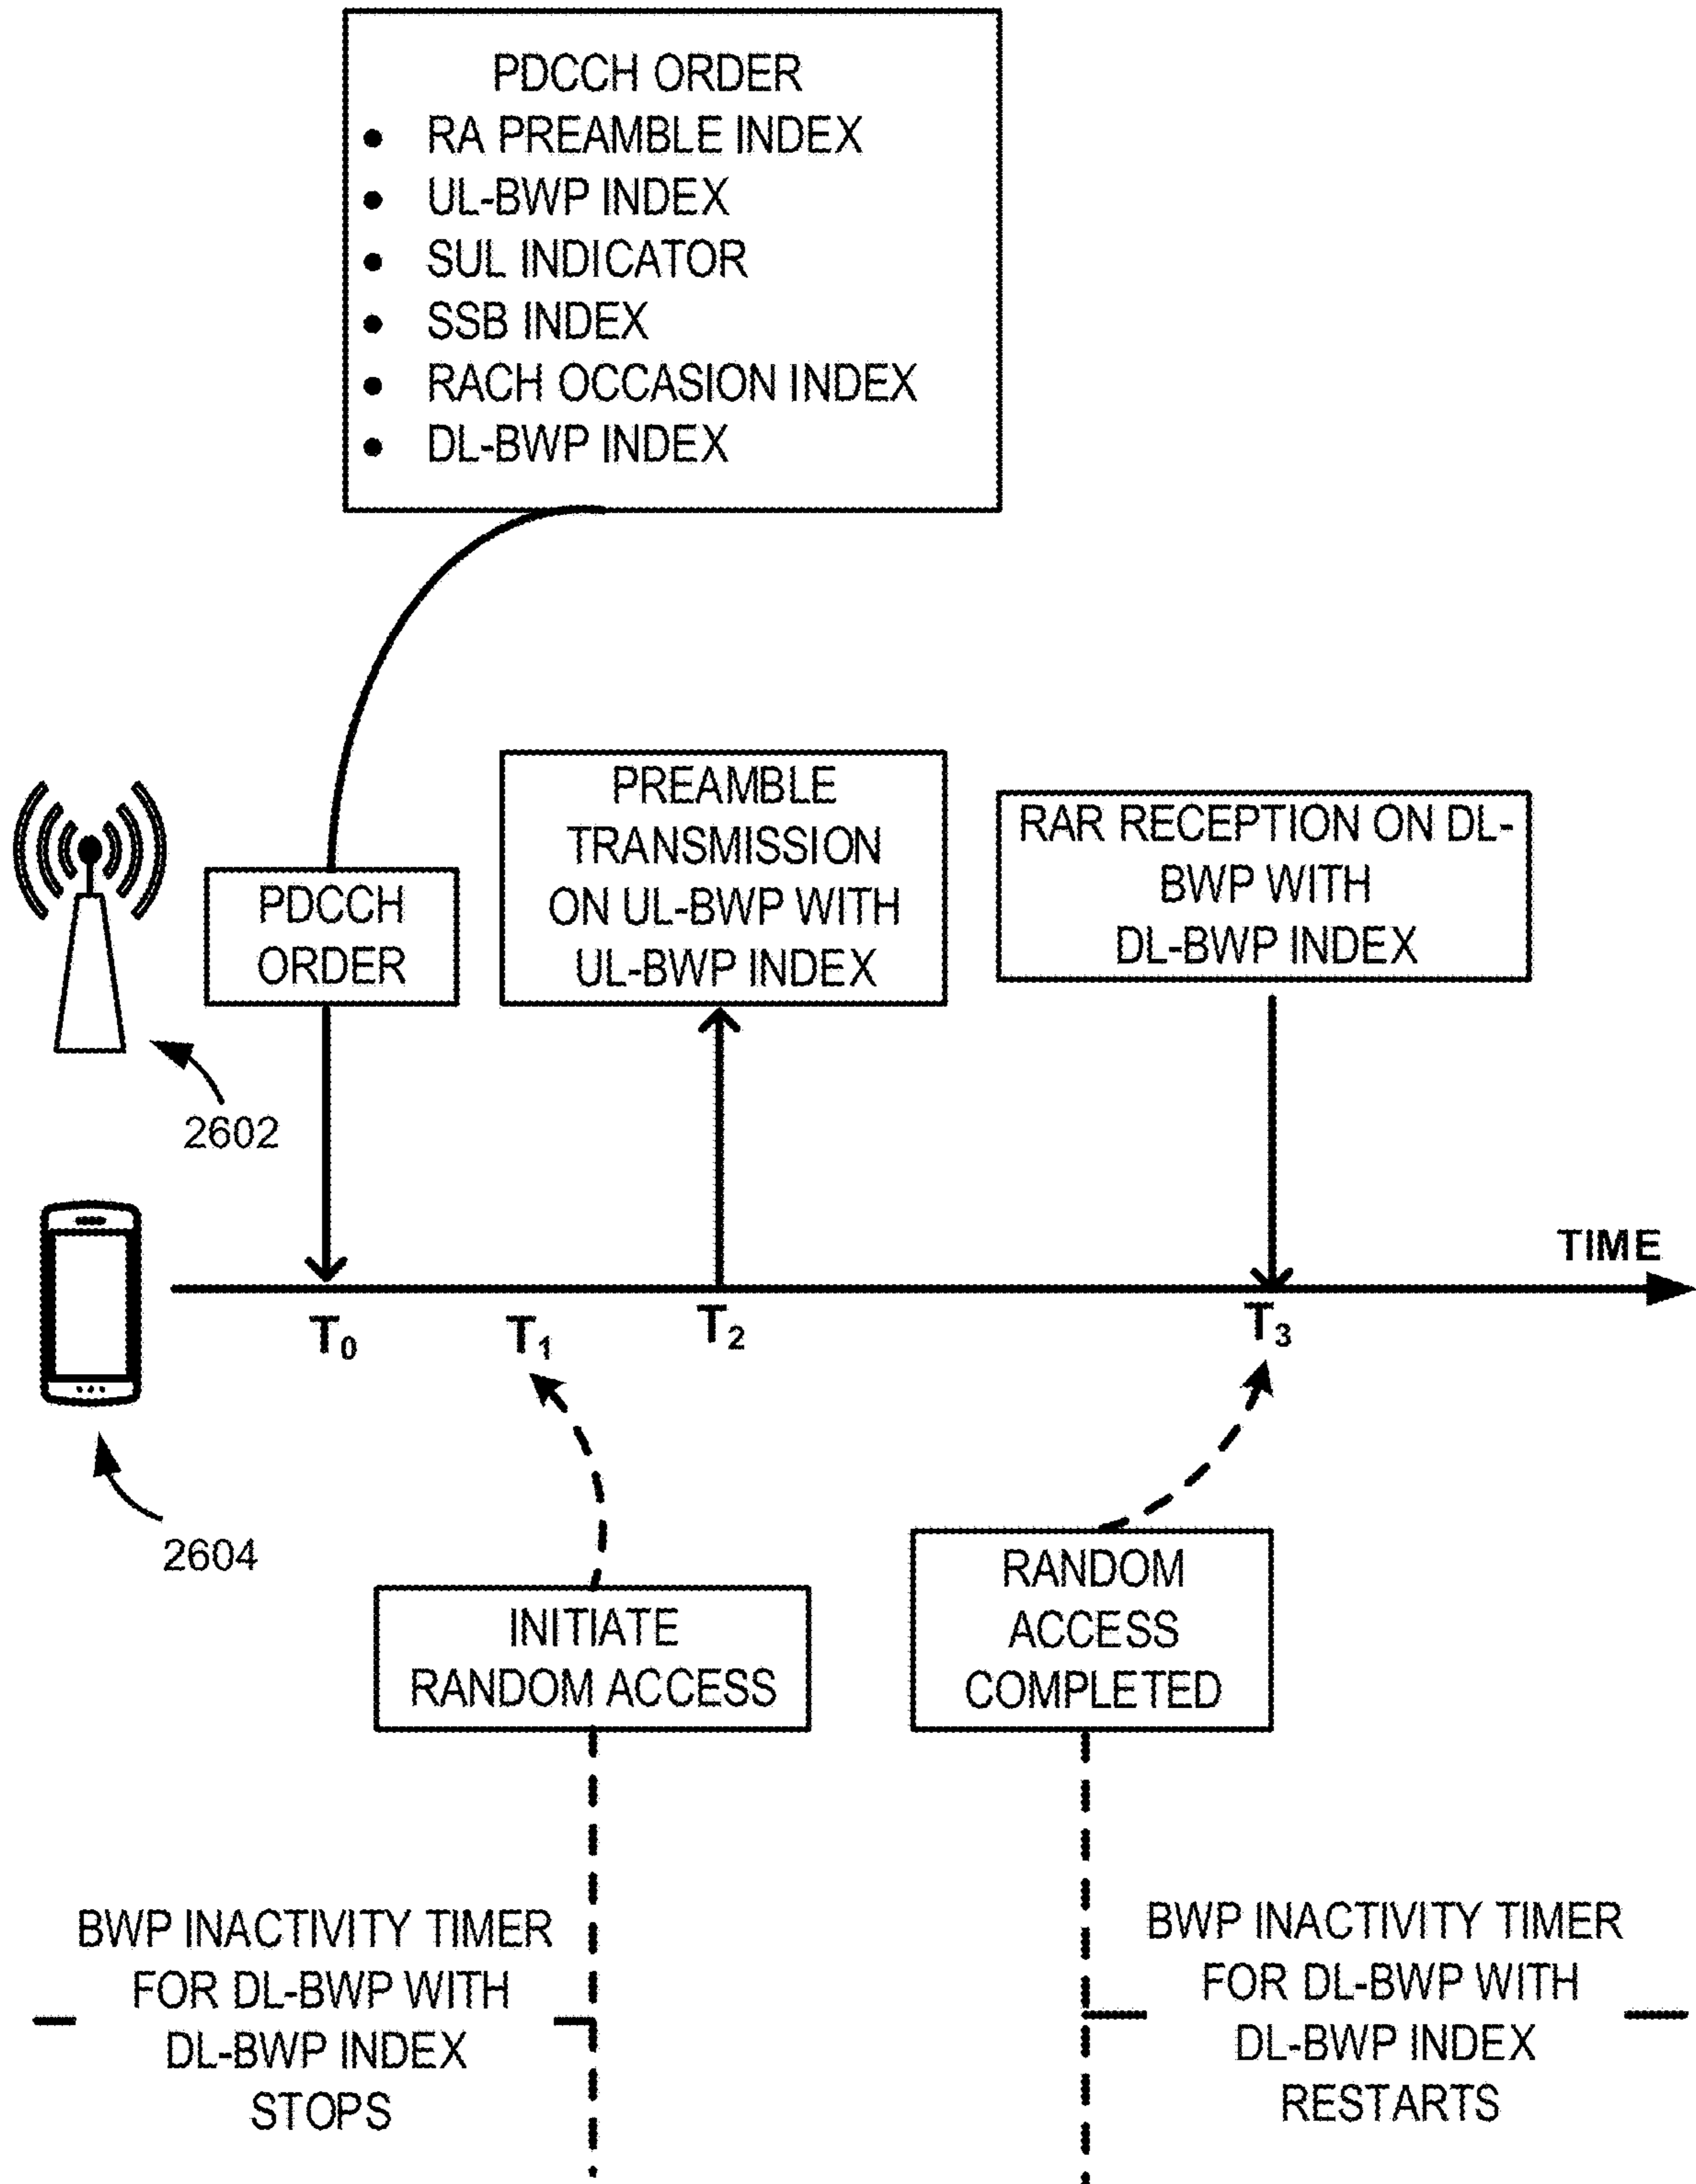 PDCCH ORDER
• RA PREAMBLE INDEX
• UL-BWP INDEX
• SUL INDICATOR
• SSB INDEX
• RACH OCCASION INDEX
• DL-BWP INDEX
PDCCH
ORDER
PREAMBLE
TRANSMISSION
ON UL-BWP WITH
UL-BWP INDEX
RAR RECEPTION ON DL-
BWP WITH
DL-BWP INDEX
2602
TIME
T0
T1
T2
T3
2604
INITIATE
RANDOM ACCESS
RANDOM
ACCESS
COMPLETED
BWP INACTIVITY TIMER
FOR DL-BWP WITH
DL-BWP INDEX
STOPS
BWP INACTIVITY TIMER
FOR DL-BWP WITH
DL-BWP INDEX
RESTARTS